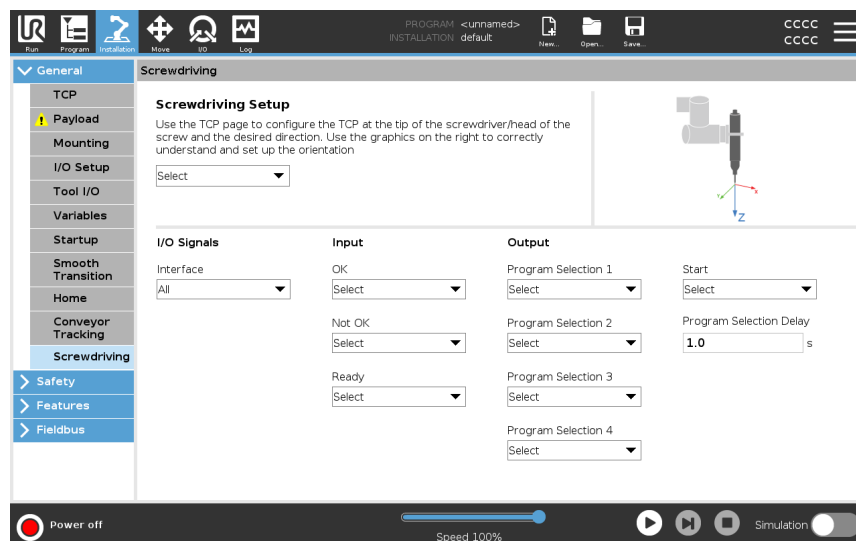 PROGRAM <unnamed>
INSTALLATION default
CCCC
CCCC
UR
Run
Program
Installation
Move
I/O
Log
New...
Open...
Save...
General
TCP
Payload
Mounting
I/O Setup
Tool I/O
Variables
Startup
Smooth
Transition
Home
Conveyor
Tracking
Screwdriving
Safety
Features
Fieldbus
Screwdriving
Screwdriving Setup
Use the TCP page to configure the TCP at the tip of the screwdriver/head of the
screw and the desired direction. Use the graphics on the right to correctly
understand and set up the orientation
Select
Y
X
Z
I/O Signals
Interface
All
Input
OK
Select
Not OK
Select
Ready
Select
Output
Program Selection 1
Select
Program Selection 2
Select
Program Selection 3
Select
Program Selection 4
Select
Start
Select
Program Selection Delay
1.0 s
Power off
Speed 100%
Simulation